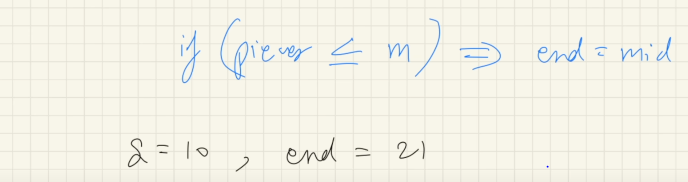 if (pieces ≤ m) ⇒ end = mid
S = 10 , end = 21